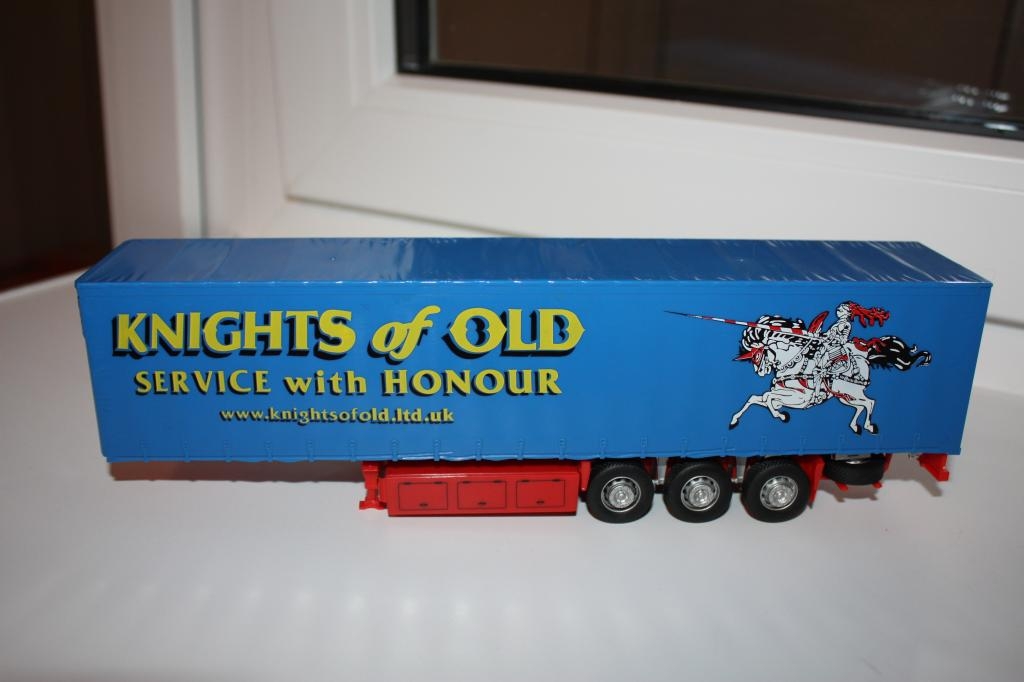 KNIGHTS of OLD
SERVICE with HONOUR
www.knightsofold.ltd.uk